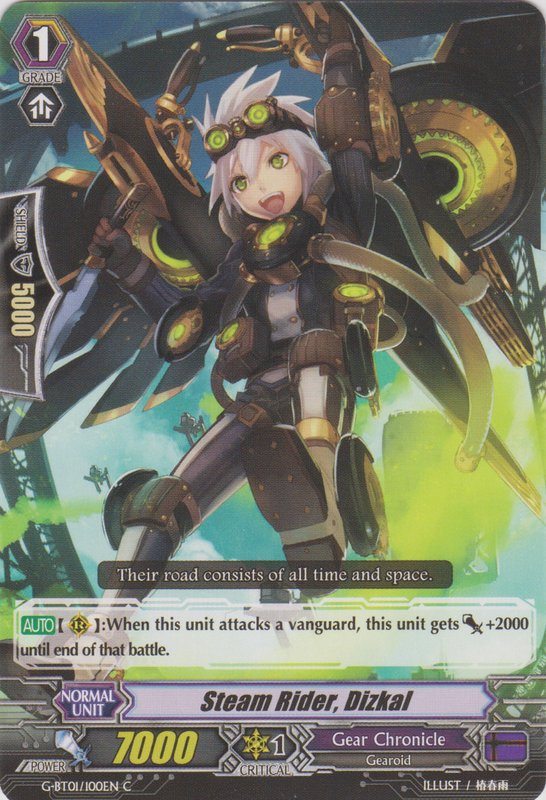 1
GRADE
SHIELD
5000
Their road consists of all time and space.
AUTO【 R 】:When this unit attacks a vanguard, this unit gets +2000
until end of that battle.
NORMAL
UNIT
Steam Rider, Dizkal
POWER
7000
1
CRITICAL
Gear Chronicle
Gearoid
G-BT01/100EN C
ILLUST / 椿春雨